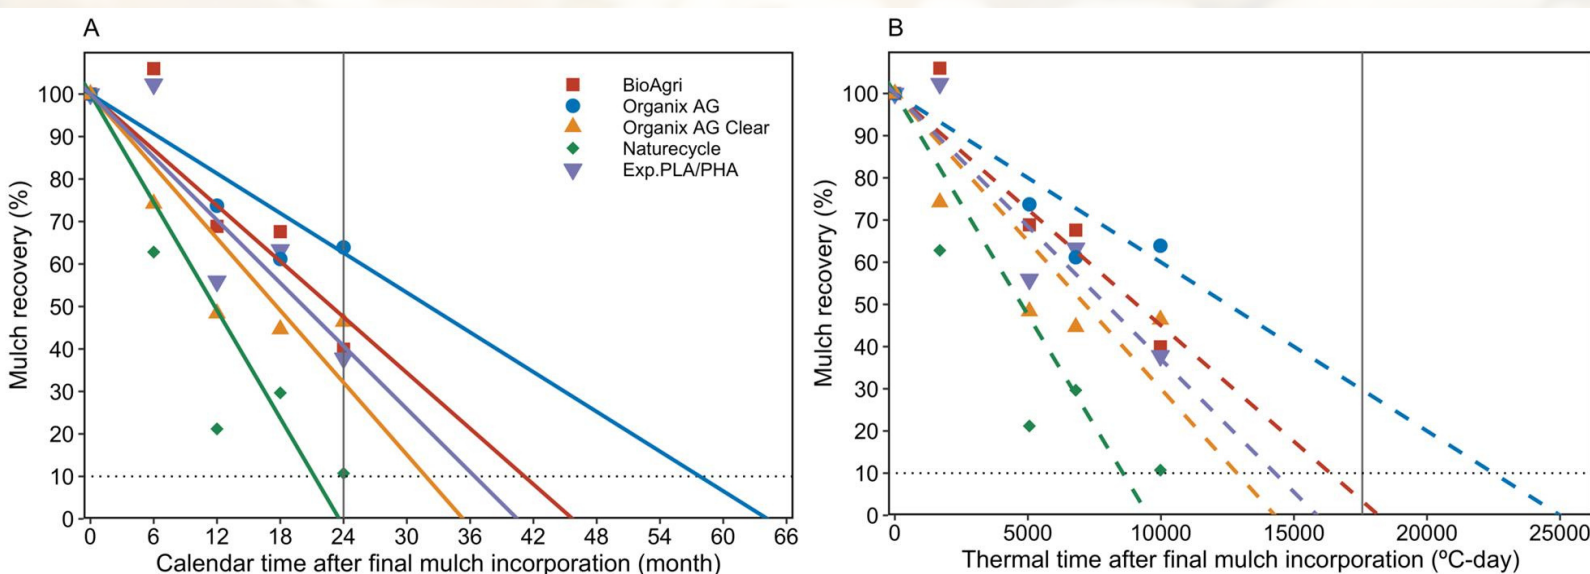 A
100
90
80
70
60
50
40
30
20
10
0
Mulch recovery (%)
BioAgri
Organix AG
Organix AG Clear
Naturecycle
Exp.PLA/PHA
0 6 12 18 24 30 36 42 48 54 60 66
Calendar time after final mulch incorporation (month)
B
100
90
80
70
60
50
40
30
20
10
0
Mulch recovery (%)
0 5000 10000 15000 20000 25000
Thermal time after final mulch incorporation (ºC-day)